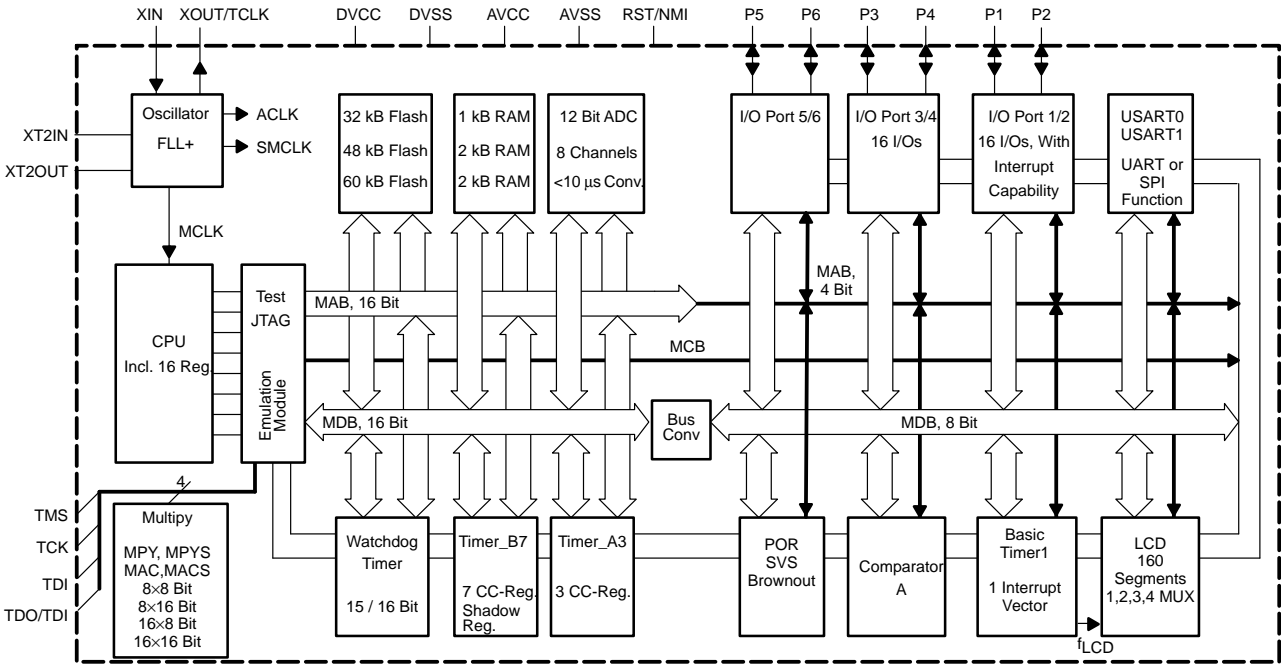 XIN
XOUT/TCLK
DVCC
DVSS
AVCC
AVSS
RST/NMI
P5
P6
P3
P4
P1
P2
XT2IN
XT2OUT
Oscillator
FLL+
ACLK
SMCLK
MCLK
32 kB Flash
48 kB Flash
60 kB Flash
1 kB RAM
2 kB RAM
2 kB RAM
12 Bit ADC
8 Channels
<10 µs Conv.
I/O Port 5/6
I/O Port 3/4
16 I/Os
I/O Port 1/2
16 I/Os, With
Interrupt
Capability
USART0
USART1
UART or
SPI
Function
CPU
Incl. 16 Reg.
Test
JTAG
Emulation
Module
MAB, 16 Bit
MAB,
4 Bit
MCB
MDB, 16 Bit
Bus
Conv
MDB, 8 Bit
4
TMS
TCK
TDI
TDO/TDI
Multipy
MPY, MPYS
MAC,MACS
8×8 Bit
8×16 Bit
16×8 Bit
16×16 Bit
Watchdog
Timer
15 / 16 Bit
Timer_B7
7 CC-Reg.
Shadow
Reg.
Timer_A3
3 CC-Reg.
POR
SVS
Brownout
Comparator
A
Basic
Timer1
1 Interrupt
Vector
fLCD
LCD
160
Segments
1,2,3,4 MUX